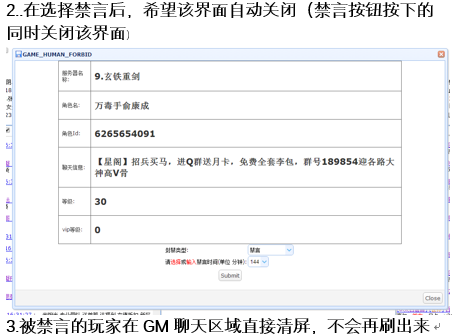 2..在选择禁言后，希望该界面自动关闭（禁言按钮按下的
同时关闭该界面）
GAME_HUMAN_FORBID
服务器名称:
9.玄铁重剑
角色名:
万毒手俞康成
角色Id:
6265654091
聊天信息:
【星阁】招兵买马，进Q群送月卡，免费全套李包，群号189854迎各路大
神高V骨
等级:
30
vip等级:
0
封禁类型: 禁言
请选择或输入禁言时间(单位 分钟): 144
Submit
Close
3.被禁言的玩家在 GM 聊天区域直接清屏，不会再刷出来